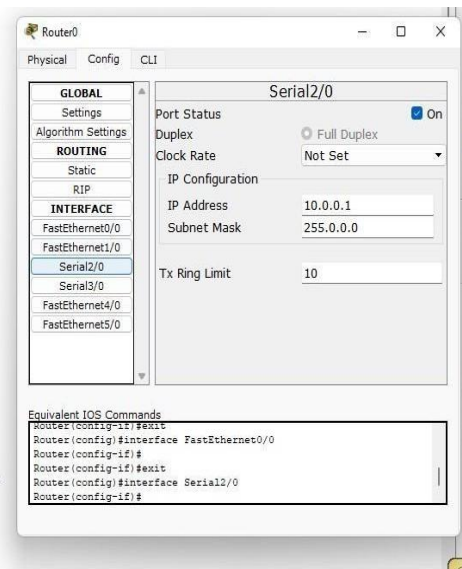 Router0
Physical Config CLI
GLOBAL
Settings
Algorithm Settings
ROUTING
Static
RIP
INTERFACE
FastEthernet0/0
FastEthernet1/0
Serial2/0
Serial3/0
FastEthernet4/0
FastEthernet5/0
Serial2/0
Port Status On
Duplex Full Duplex
Clock Rate Not Set
IP Configuration
IP Address 10.0.0.1
Subnet Mask 255.0.0.0
Tx Ring Limit 10
Equivalent IOS Commands
Router(config-if)#exit
Router(config)#interface FastEthernet0/0
Router(config-if)#
Router(config-if)#exit
Router(config)#interface Serial2/0
Router(config-if)#